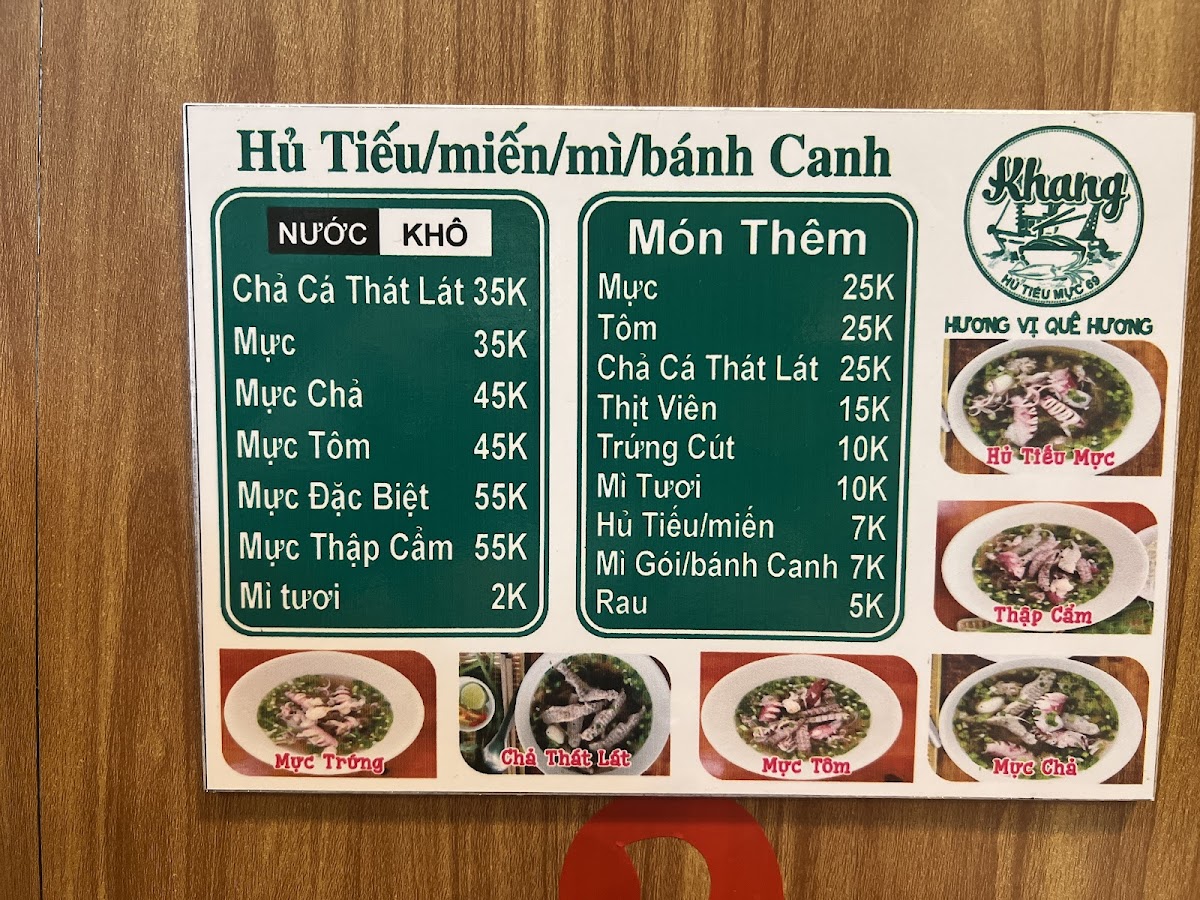 Hủ Tiếu/miến/mì/bánh Canh
NƯỚC KHÔ
Chả Cá Thát Lát 35K
Mực 35K
Mực Chả 45K
Mực Tôm 45K
Mực Đặc Biệt 55K
Mực Thập Cẩm 55K
Mì tươi 2K
Món Thêm
Mực 25K
Tôm 25K
Chả Cá Thát Lát 25K
Thịt Viên 15K
Trứng Cút 10K
Mì Tươi 10K
Hủ Tiếu/miến 7K
Mì Gói/bánh Canh 7K
Rau 5K
Khang
HỦ TIẾU MỰC 69
HƯƠNG VỊ QUÊ HƯƠNG
Hủ Tiếu Mực
Thập Cẩm
Mực Trứng
Chả Thát Lát
Mực Tôm
Mực Chả